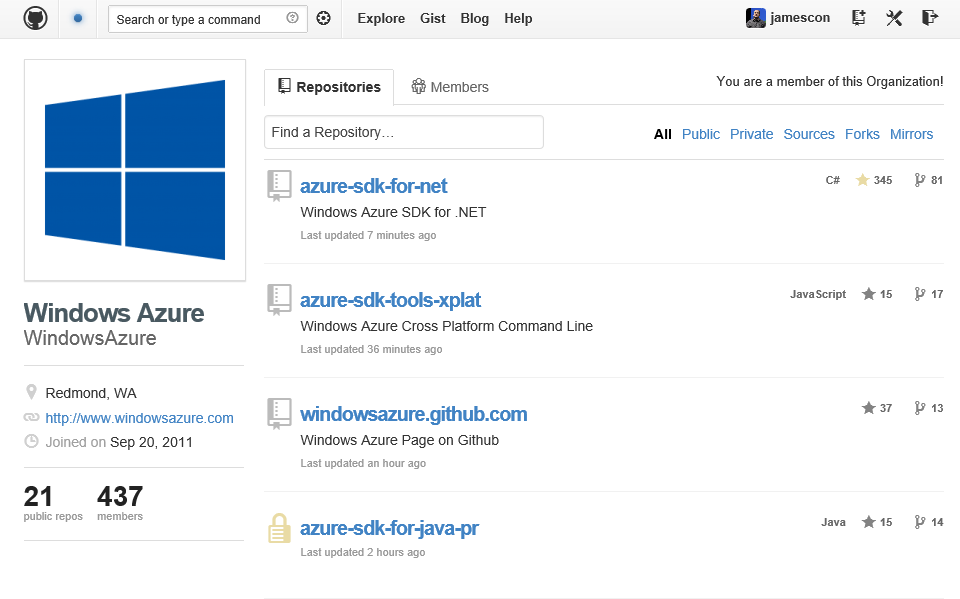 Search or type a command
Explore Gist Blog Help
jamescon
Repositories
Members
You are a member of this Organization!
Find a Repository…
All Public Private Sources Forks Mirrors
azure-sdk-for-net
C# 345 81
Windows Azure SDK for .NET
Last updated 7 minutes ago
azure-sdk-tools-xplat
JavaScript 15 17
Windows Azure Cross Platform Command Line
Last updated 36 minutes ago
windowsazure.github.com
37 13
Windows Azure Page on Github
Last updated an hour ago
azure-sdk-for-java-pr
Java 15 14
Last updated 2 hours ago
Windows Azure
WindowsAzure
Redmond, WA
http://www.windowsazure.com
Joined on Sep 20, 2011
21 437
public repos members